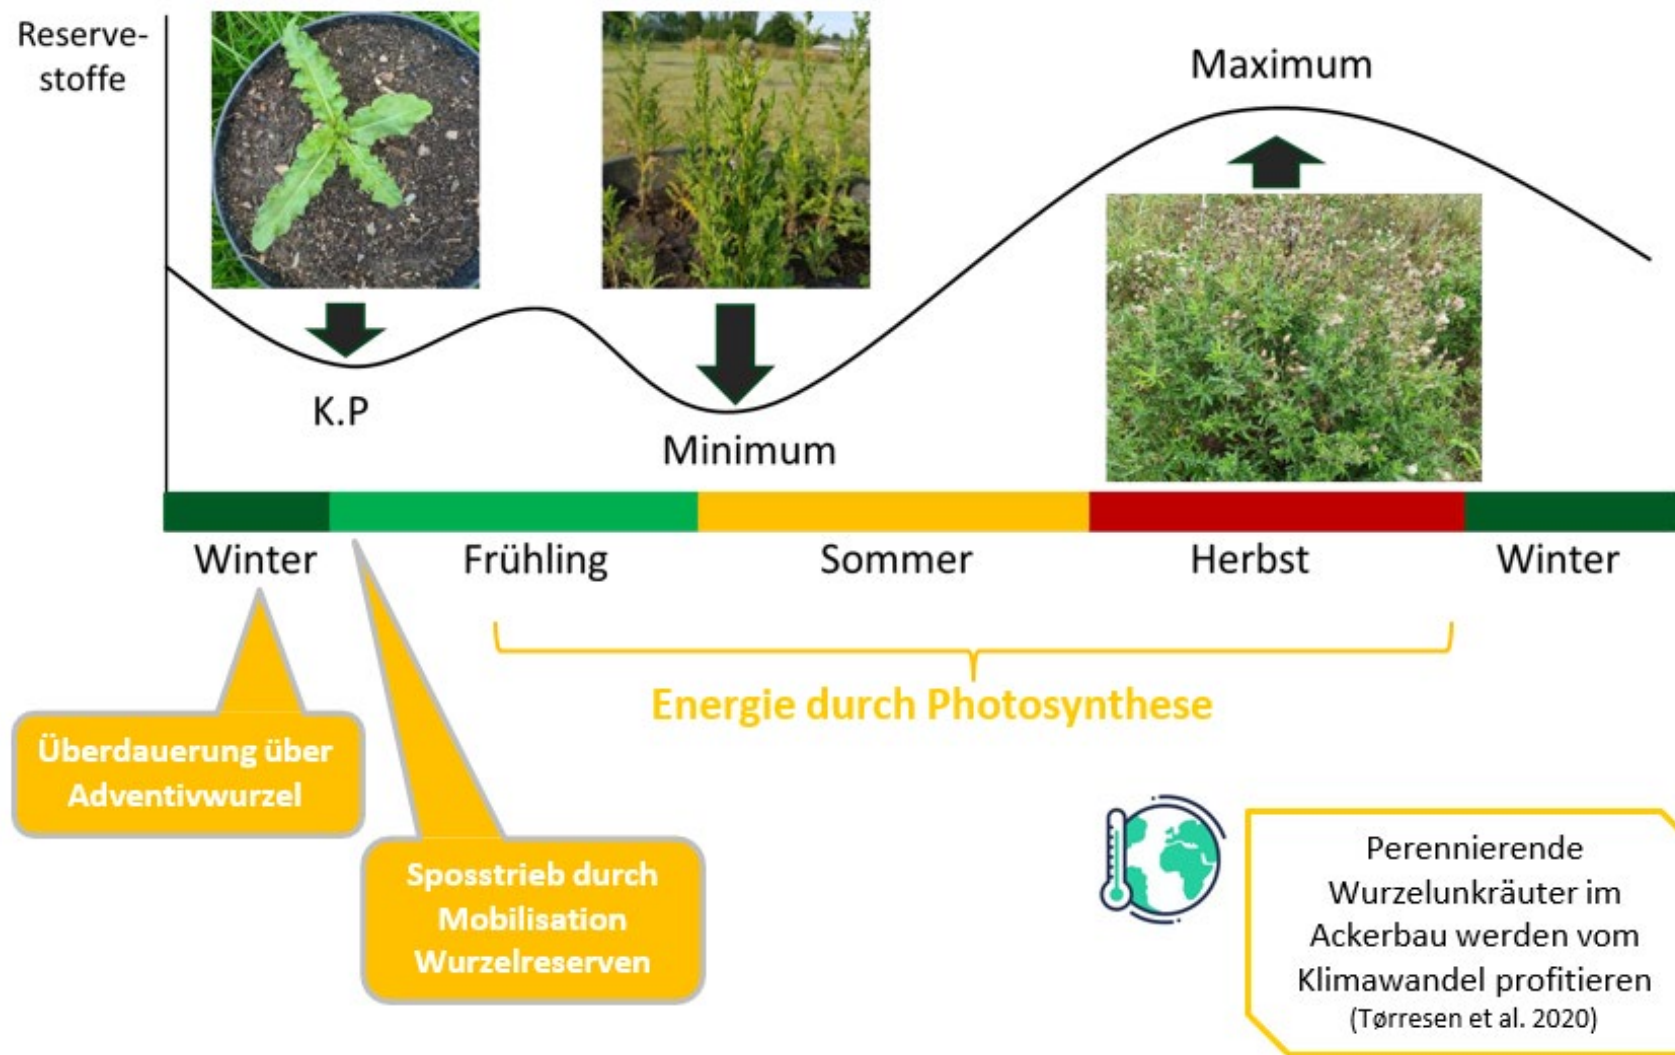 Reserve-
stoffe
Maximum
K.P
Minimum
Winter
Frühling
Sommer
Herbst
Winter
Energie durch Photosynthese
Überdauerung über
Adventivwurzel
Sposstrieb durch
Mobilisation
Wurzelreserven
Perennierende
Wurzelunkräuter im
Ackerbau werden vom
Klimawandel profitieren
(Tørresen et al. 2020)